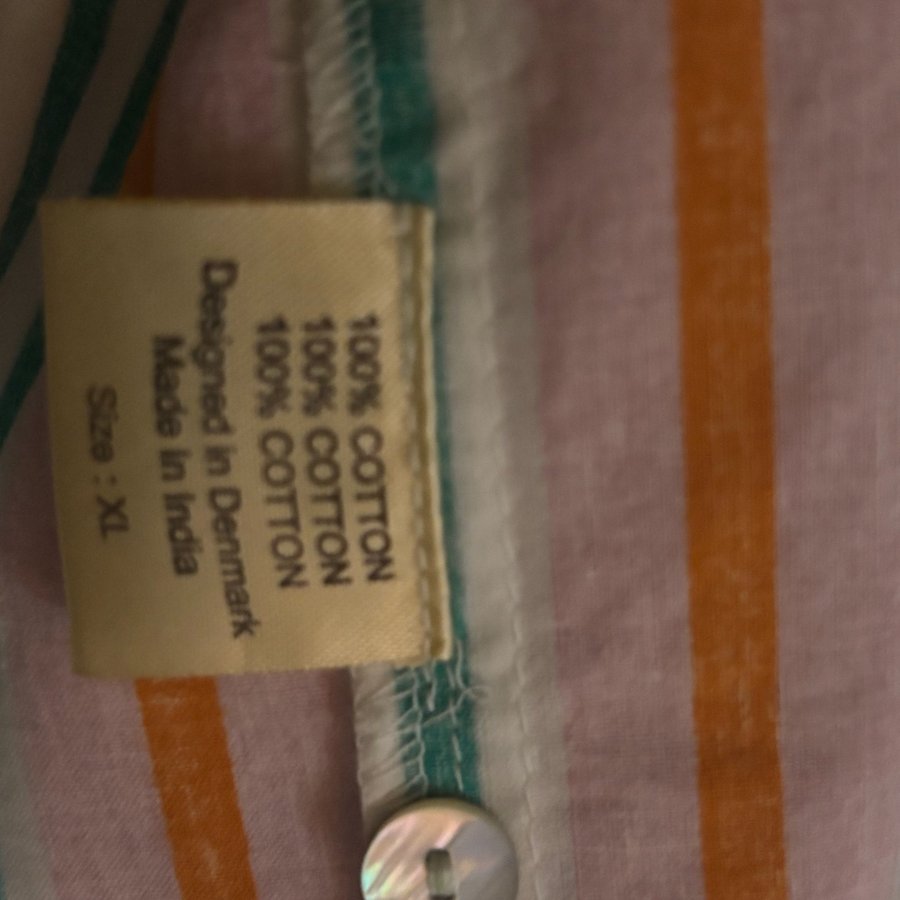 100% COTTON
100% COTTON
100% COTTON
Designed in Denmark
Made in India
Size : XL